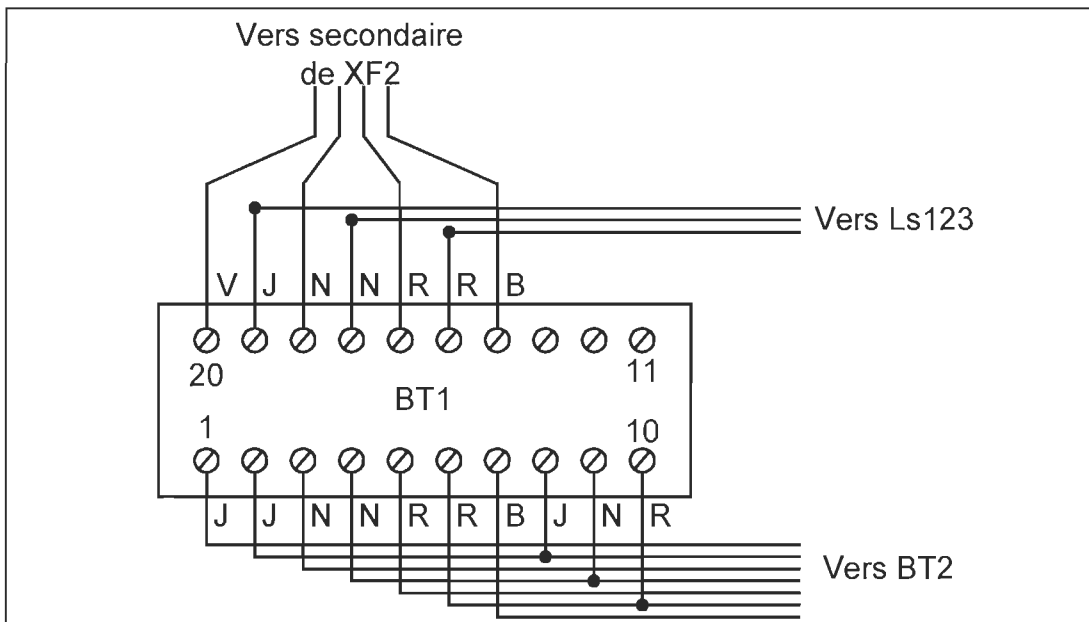 Vers secondaire
de XF2
Vers Ls123
V J N N R R B
20 11
BT1
1 10
J J N N R R B J N R
Vers BT2